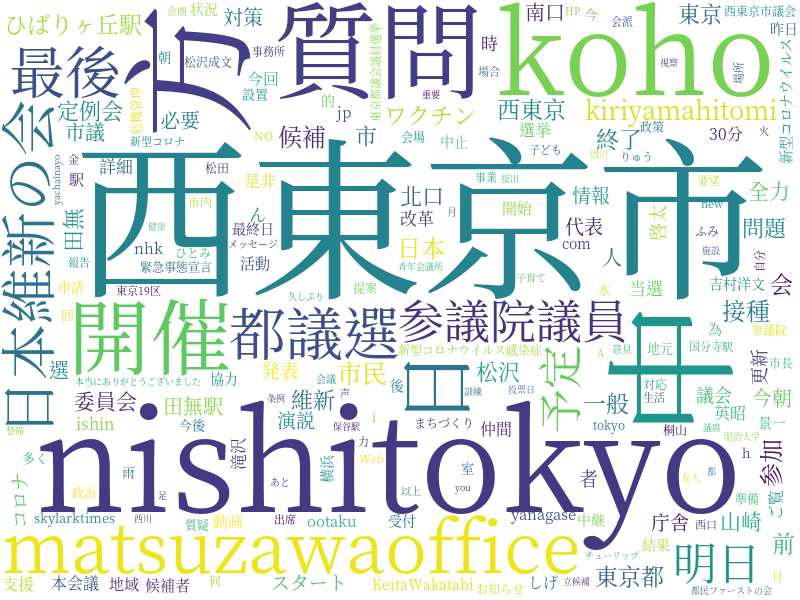 西東京市
nishitokyo
koho
質問
開催
matsuzawaoffice
最後
日本維新の会
都議選
参議院議員
明日
予定
kiriyamahitomi
ひばりヶ丘駅
状況
対策
企画
朝
事務所
松沢成文
今回
設置
的
jp
東京都議会議員選挙
重要
HP
会派
今
南口
時
場合
視察
東京
場所
西東京市議会
昨日
新型コロナウイルス
定例会
市議
危機管理
必要
新型コロナ
NO
候補
会場
ワクチン
市
中止
西東京
選挙
終了
政策
30分
火
りゅう
周辺
子ども
金
駅
詳細
松田
市内
是非
ん
北口
改革
事業
提出
開始
情報
代表
com
要望
new
ふみ
施設
全力
問題
自分
yachannuyo
田無
報告
nhk
最終日
メッセージ
緊急事態宣言
活動
健康
ひとみ
月
日本
青年会議所
子育て
人
啓太
当選
吉村洋文
会
接種
水
東京19区
申請
回
久しぶり
提案
選
本当にありがとうございました
協力
発表
会議
市民
後
新型コロナウイルス感染症
A
松沢
意見
投票日
訓練
地元
対応
生活
国分寺駅
為
参議院
市長
更新
議会
今朝
英昭
景一
委員会
田無駅
維新
演説
条例
声
i
一般
まちづくり
仲間
tokyo
桐山
議席
明治大学
整備
ishin
今後
滝沢
保谷駅
力
h
参加
多く
雨
横浜
Web
室
者
友人
都
コロナ
政治
足
あと
以上
you
準備
ご覧
skylarktimes
西川
質疑
出席
動画
ootaku
受付
yanagase
中継
庁舎
西口
山崎
結果
チューリップ
前
支援
本会議
地域
候補者
何
スタート
KeitaWakatabi
お知らせ
しげ
立候補
東京都
目
都民ファーストの会